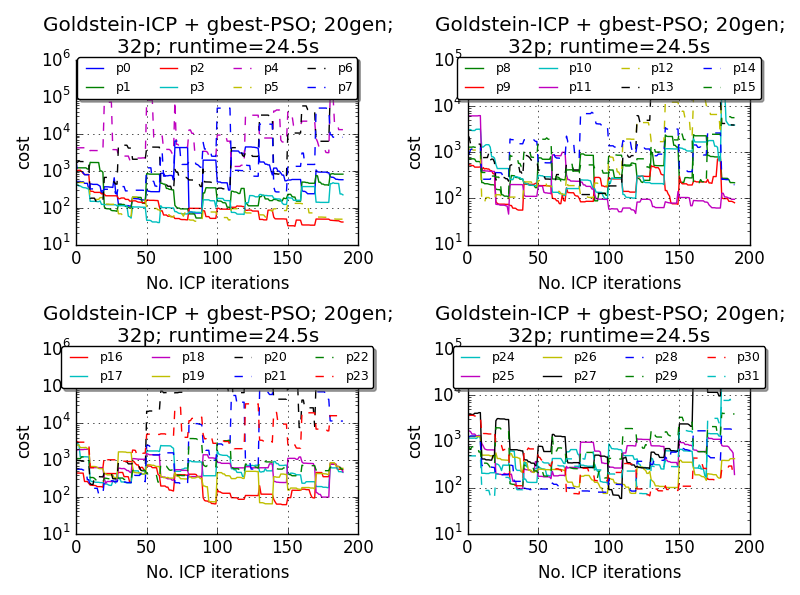 Goldstein-ICP + gbest-PSO; 20gen;
32p; runtime=24.5s
10^6
10^5
10^4
10^3
10^2
10^1
cost
p0 p2 p4 p6
p1 p3 p5 p7
0 50 100 150 200
No. ICP iterations
Goldstein-ICP + gbest-PSO; 20gen;
32p; runtime=24.5s
10^5
10^4
10^3
10^2
10^1
cost
p8 p10 p12 p14
p9 p11 p13 p15
0 50 100 150 200
No. ICP iterations
Goldstein-ICP + gbest-PSO; 20gen;
32p; runtime=24.5s
10^6
10^5
10^4
10^3
10^2
10^1
cost
p16 p18 p20 p22
p17 p19 p21 p23
0 50 100 150 200
No. ICP iterations
Goldstein-ICP + gbest-PSO; 20gen;
32p; runtime=24.5s
10^5
10^4
10^3
10^2
10^1
cost
p24 p26 p28 p30
p25 p27 p29 p31
0 50 100 150 200
No. ICP iterations